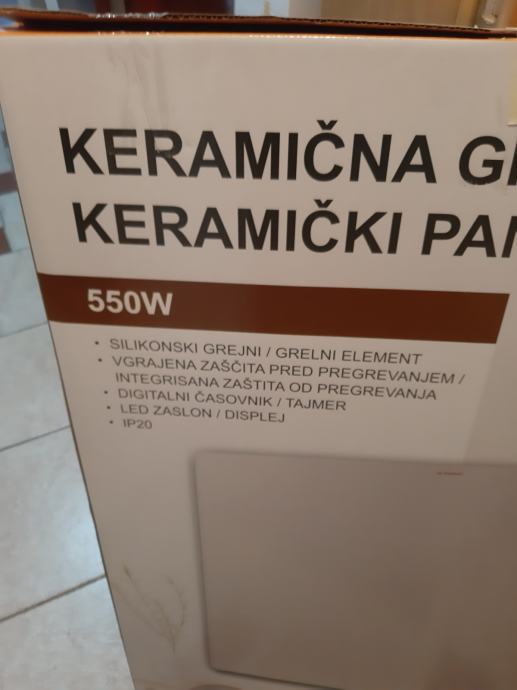 KERAMIČNA
KERAMIČKI
550W
• SILIKONSKI GREJNI / GRELNI ELEMENT
• VGRAJENA ZAŠČITA PRED PREGREVANJEM /
INTEGRISANA ZAŠTITA OD PREGREVANJA
• DIGITALNI ČASOVNIK / TAJMER
• LED ZASLON / DISPLEJ
• IP20